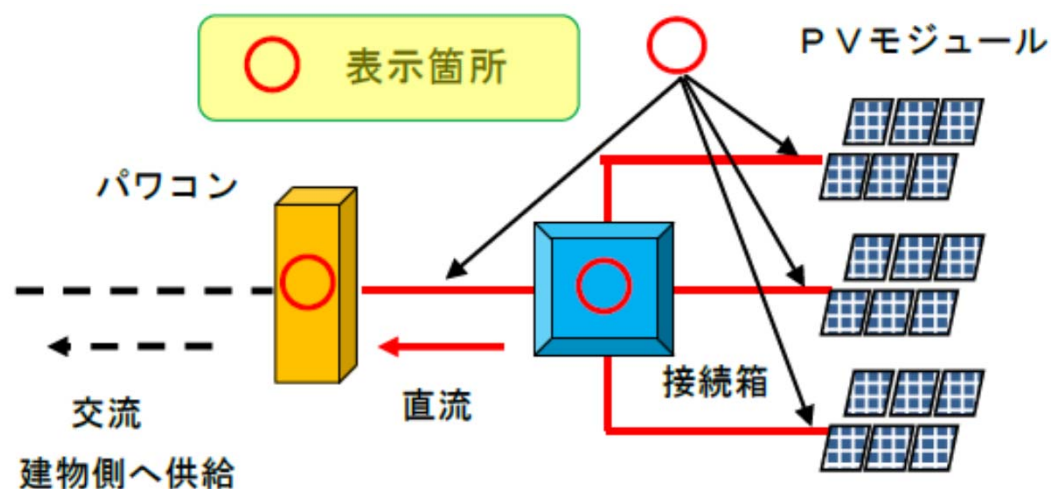 表示箇所
ＰＶモジュール
パワコン
接続箱
直流
交流
建物側へ供給